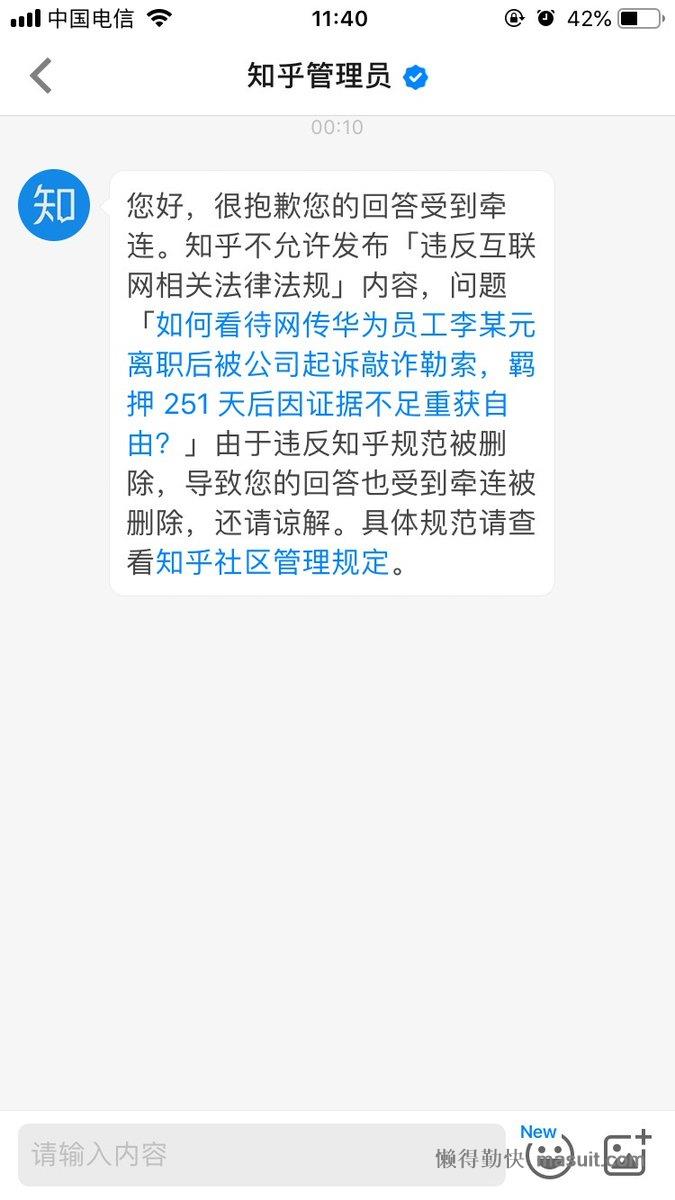 中国电信
11:40
42%
知乎管理员
00:10
知
您好，很抱歉您的回答受到牵
连。知乎不允许发布「违反互联
网相关法律法规」内容，问题
「如何看待网传华为员工李某元
离职后被公司起诉敲诈勒索，羁
押 251 天后因证据不足重获自
由？」由于违反知乎规范被删
除，导致您的回答也受到牵连被
删除，还请谅解。具体规范请查
看知乎社区管理规定。
New
请输入内容
懒得勤快 masuit.com